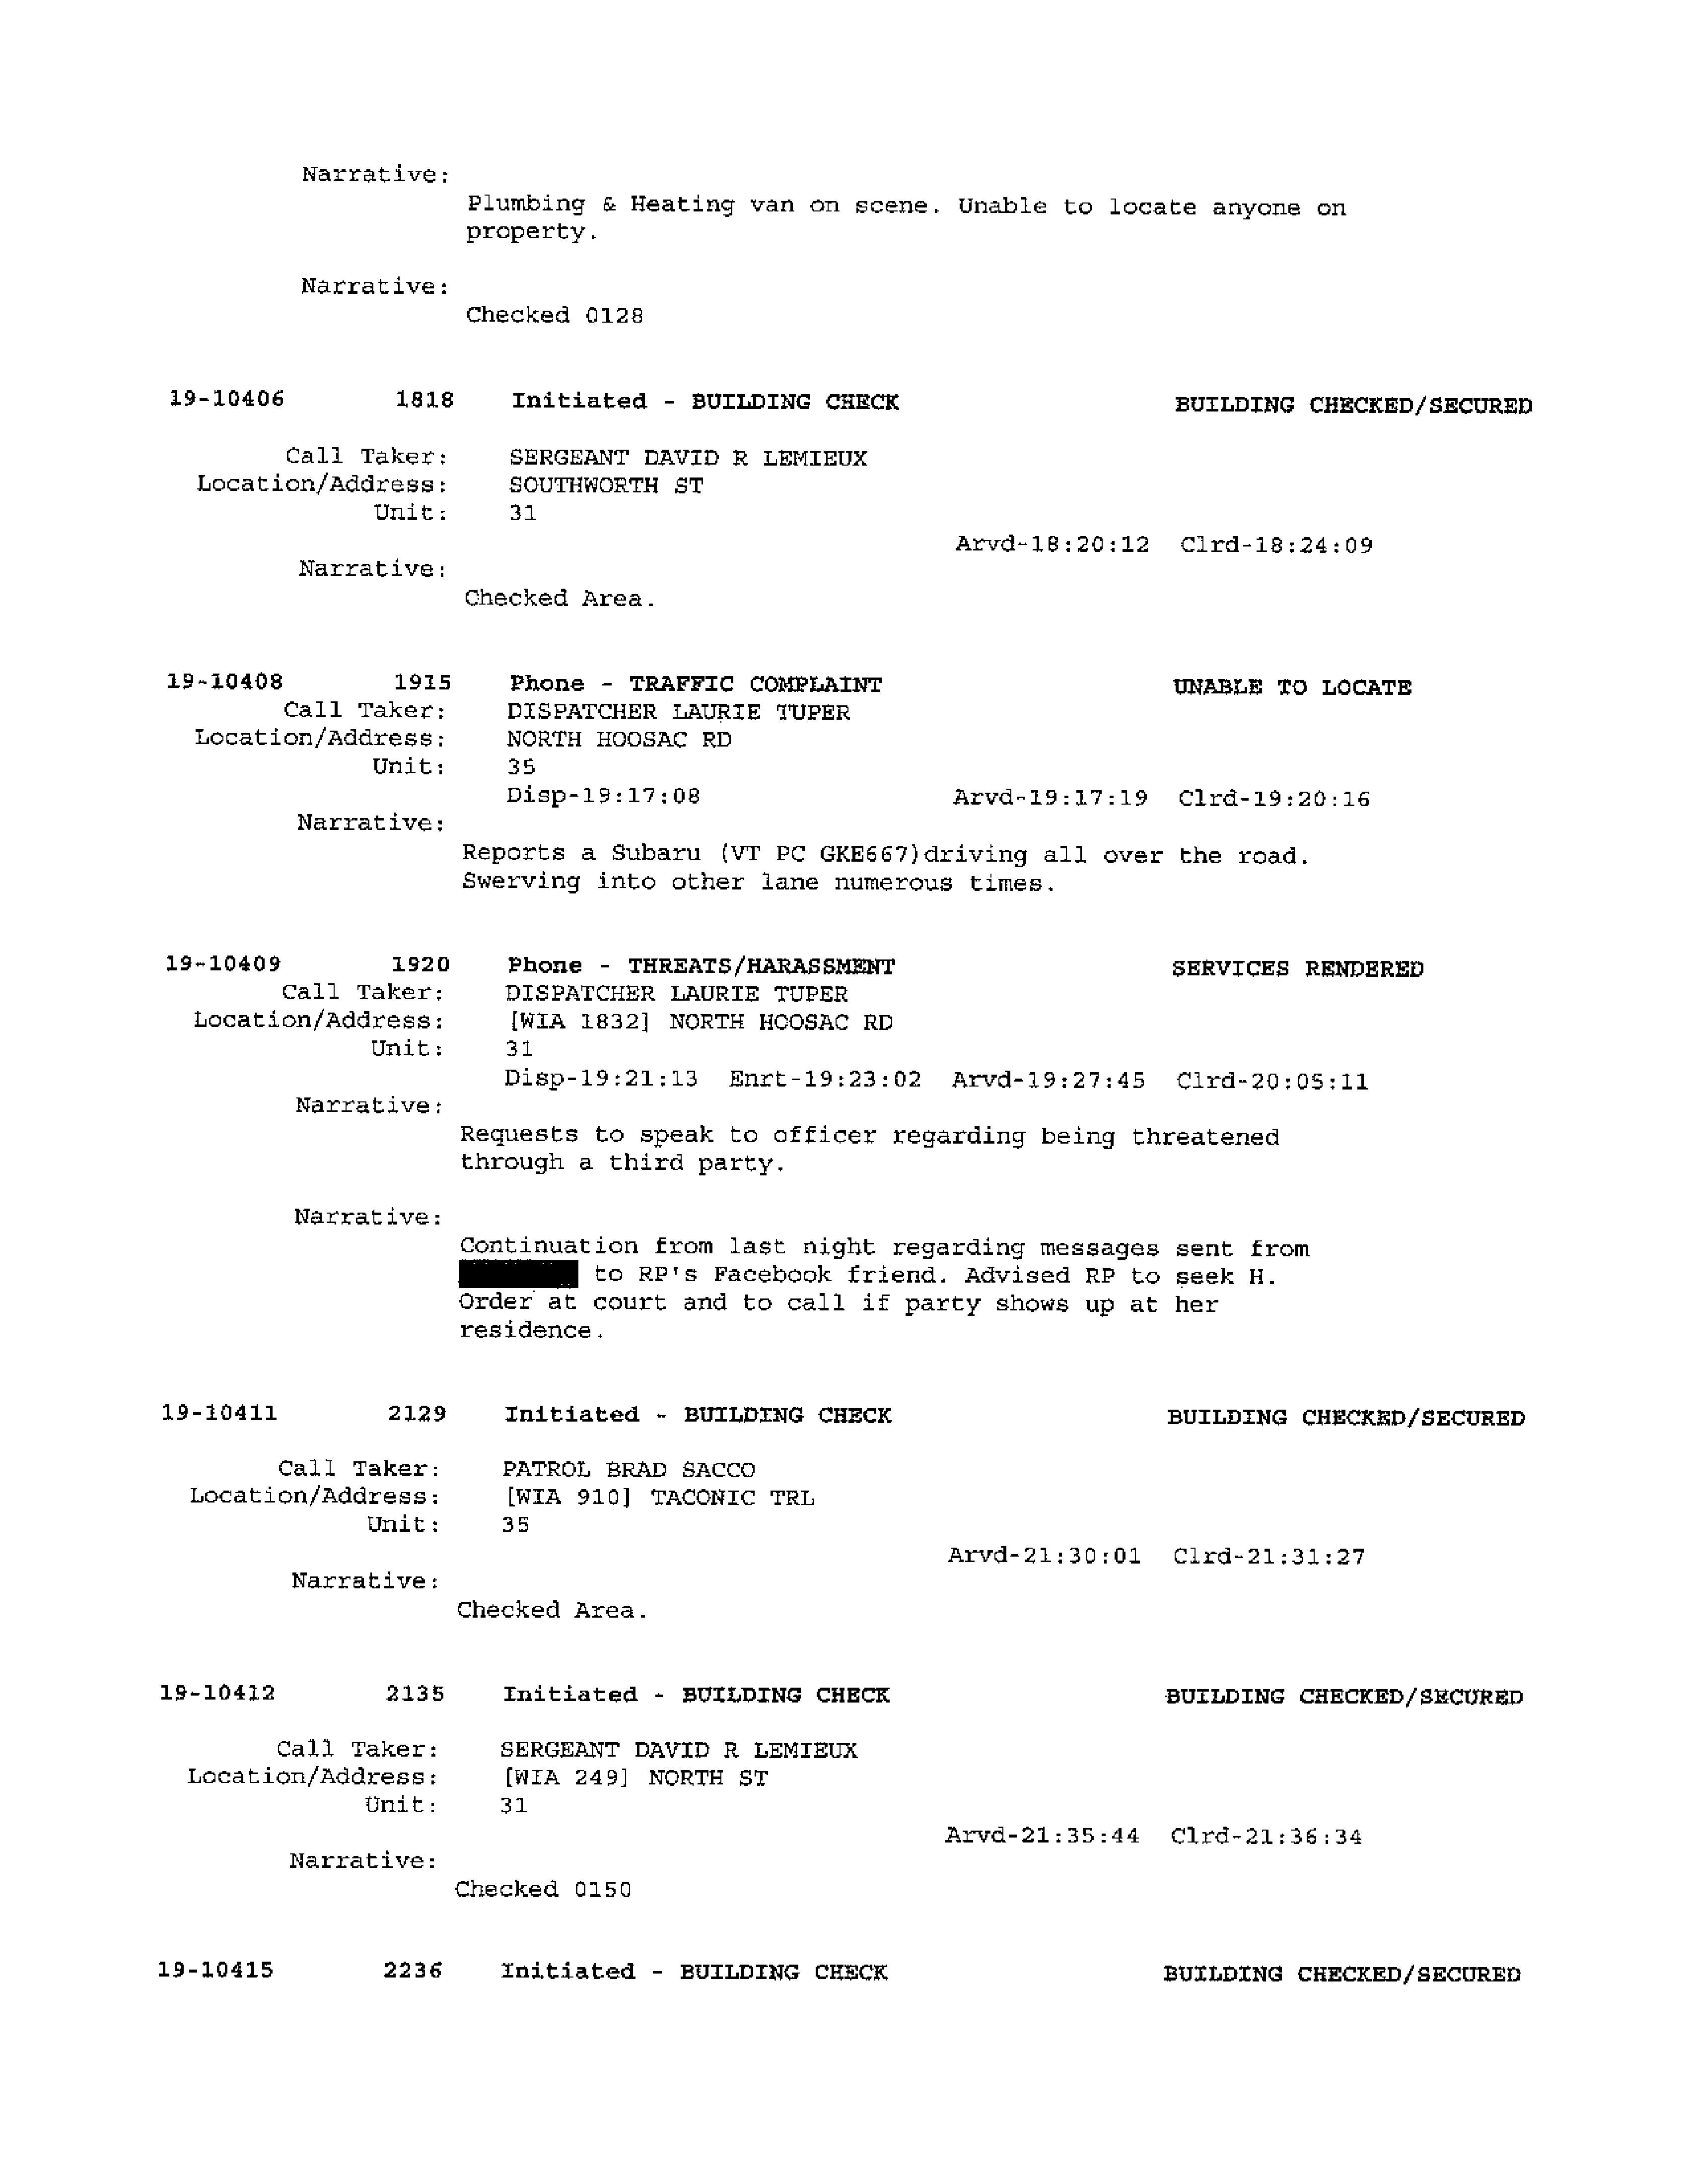 Narrative:
Plumbing & Heating van on scene. Unable to locate anyone on
property.
Narrative:
Checked 0128
19-10406 1818 Initiated - BUILDING CHECK BUILDING CHECKED/SECURED
Call Taker: SERGEANT DAVID R LEMIEUX
Location/Address: SOUTHWORTH ST
Unit: 31
Arvd-18:20:12 Clrd-18:24:09
Narrative:
Checked Area.
19-10408 1915 Phone - TRAFFIC COMPLAINT UNABLE TO LOCATE
Call Taker: DISPATCHER LAURIE TUPER
Location/Address: NORTH HOOSAC RD
Unit: 35
Disp-19:17:08 Arvd-19:17:19 Clrd-19:20:16
Narrative:
Reports a Subaru (VT PC GKE667)driving all over the road.
Swerving into other lane numerous times.
19-10409 1920 Phone - THREATS/HARASSMENT SERVICES RENDERED
Call Taker: DISPATCHER LAURIE TUPER
Location/Address: [WIA 1832] NORTH HOOSAC RD
Unit: 31
Disp-19:21:13 Enrt-19:23:02 Arvd-19:27:45 Clrd-20:05:11
Narrative:
Requests to speak to officer regarding being threatened
through a third party.
Narrative:
Continuation from last night regarding messages sent from
to RP's Facebook friend. Advised RP to seek H.
Order at court and to call if party shows up at her
residence.
19-10411 2129 Initiated - BUILDING CHECK BUILDING CHECKED/SECURED
Call Taker: PATROL BRAD SACCO
Location/Address: [WIA 910] TACONIC TRL
Unit: 35
Arvd-21:30:01 Clrd-21:31:27
Narrative:
Checked Area.
19-10412 2135 Initiated - BUILDING CHECK BUILDING CHECKED/SECURED
Call Taker: SERGEANT DAVID R LEMIEUX
Location/Address: [WIA 249] NORTH ST
Unit: 31
Arvd-21:35:44 Clrd-21:36:34
Narrative:
Checked 0150
19-10415 2236 Initiated - BUILDING CHECK BUILDING CHECKED/SECURED